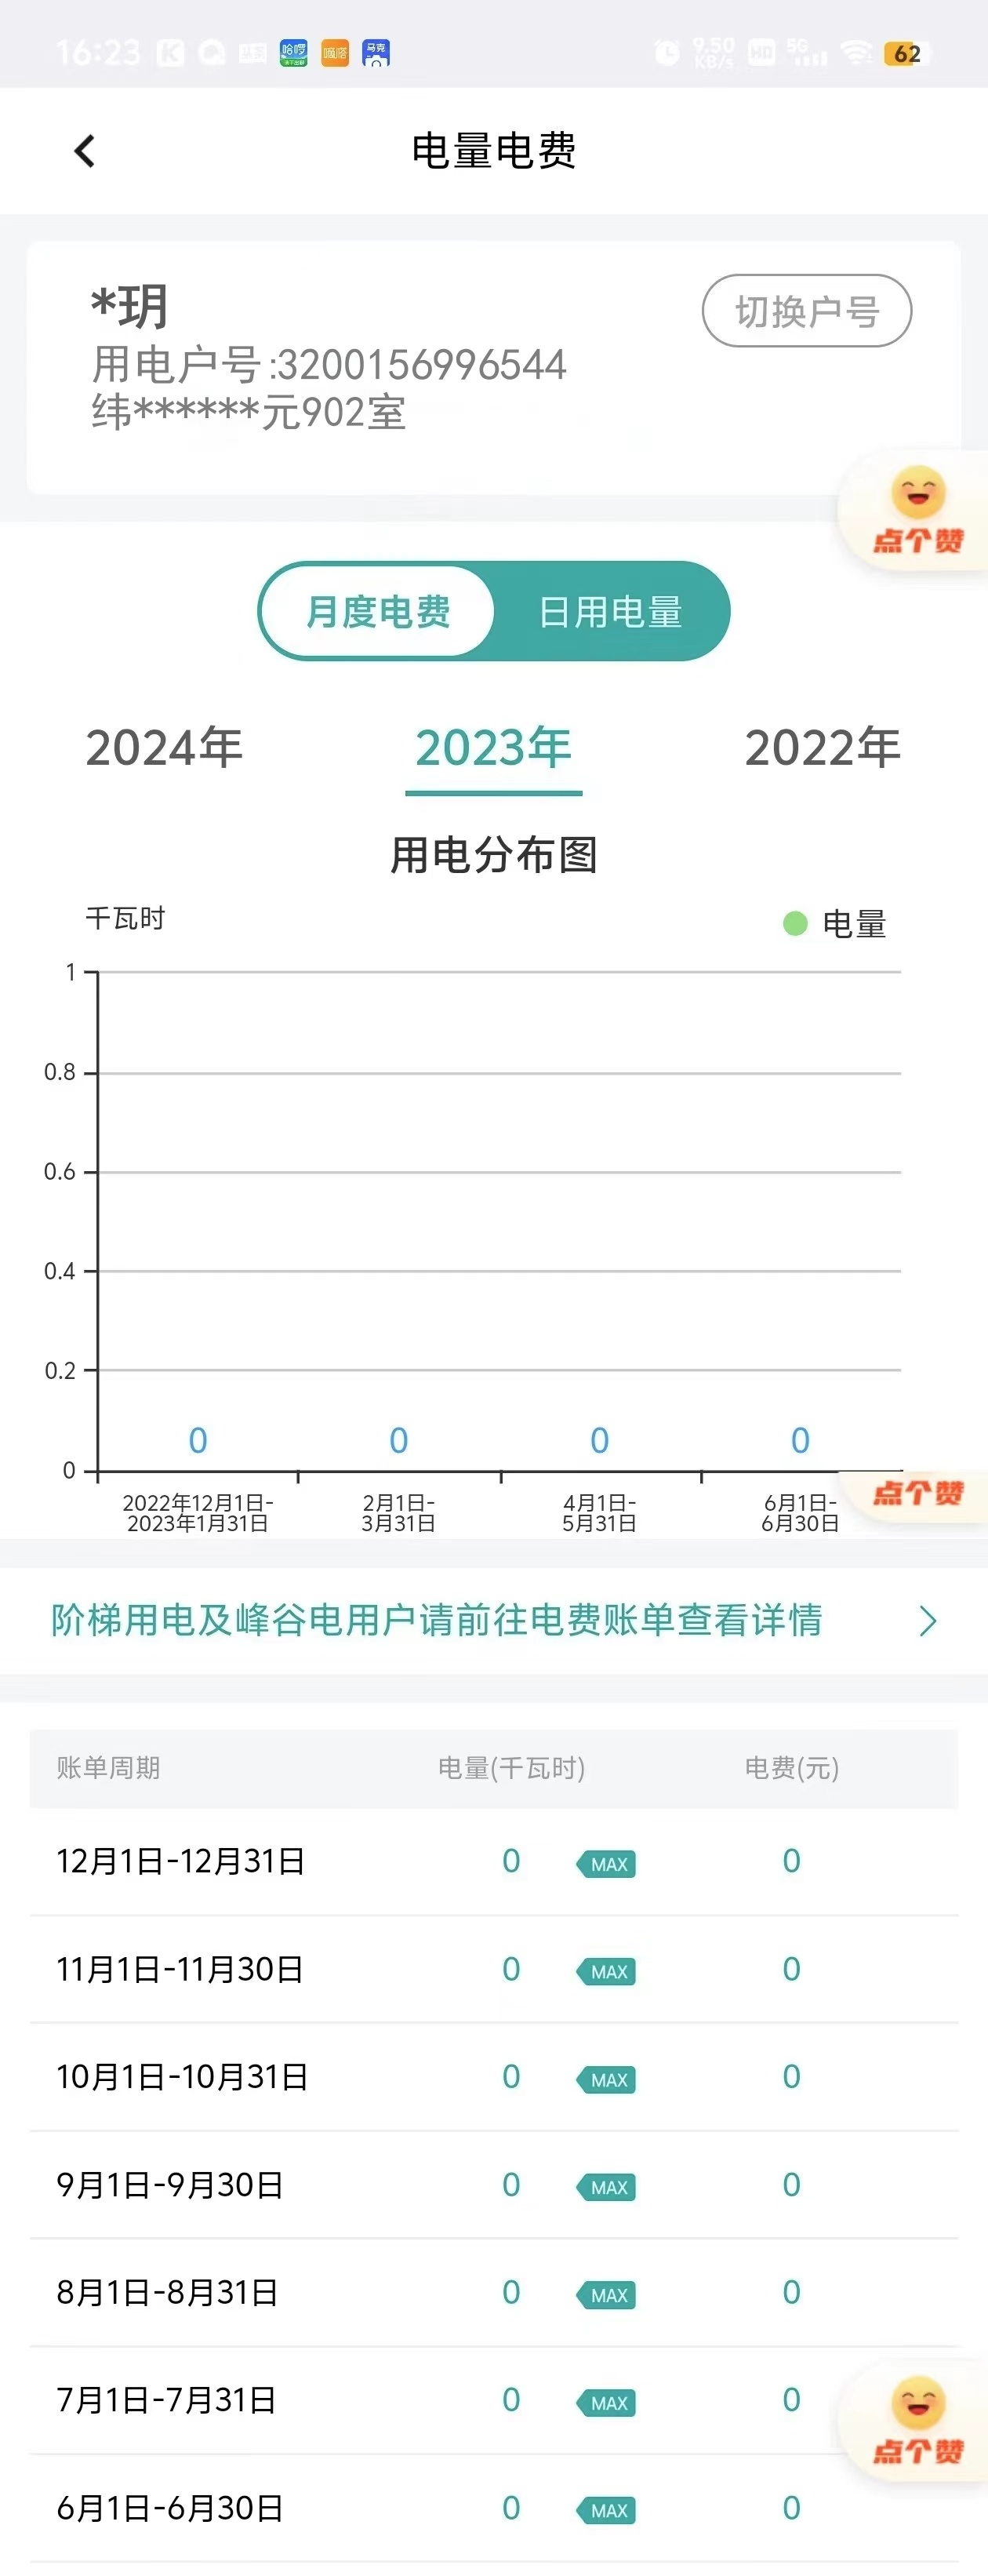 16:23
哈啰
嘀嗒
马克
9.50
KB/s
HD
5G
62
电量电费
*玥
切换户号
用电户号:3200156996544
纬******元902室
点个赞
月度电费
日用电量
2024年
2023年
2022年
用电分布图
千瓦时
电量
1
0.8
0.6
0.4
0.2
0
0
0
0
0
2022年12月1日-
2023年1月31日
2月1日-
3月31日
4月1日-
5月31日
6月1日-
6月30日
点个赞
阶梯用电及峰谷电用户请前往电费账单查看详情
账单周期 电量(千瓦时) 电费(元)
12月1日-12月31日 0 MAX 0
11月1日-11月30日 0 MAX 0
10月1日-10月31日 0 MAX 0
9月1日-9月30日 0 MAX 0
8月1日-8月31日 0 MAX 0
7月1日-7月31日 0 MAX 0
点个赞
6月1日-6月30日 0 MAX 0